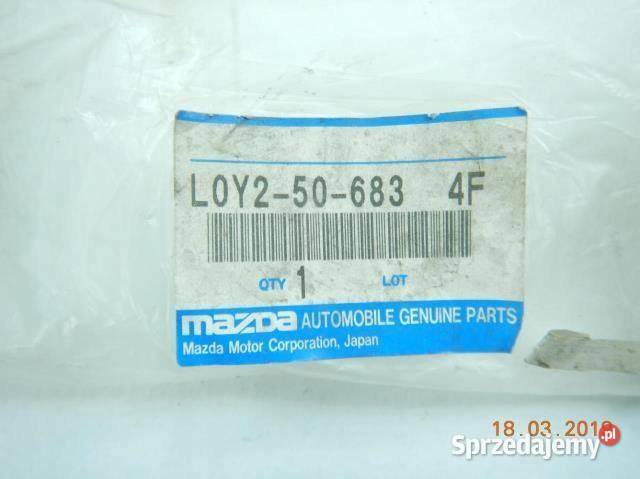 L0Y2-50-683 4F
QTY 1 LOT
mazda AUTOMOBILE GENUINE PARTS
Mazda Motor Corporation, Japan
18.03.2019
Sprzedajemy.pl